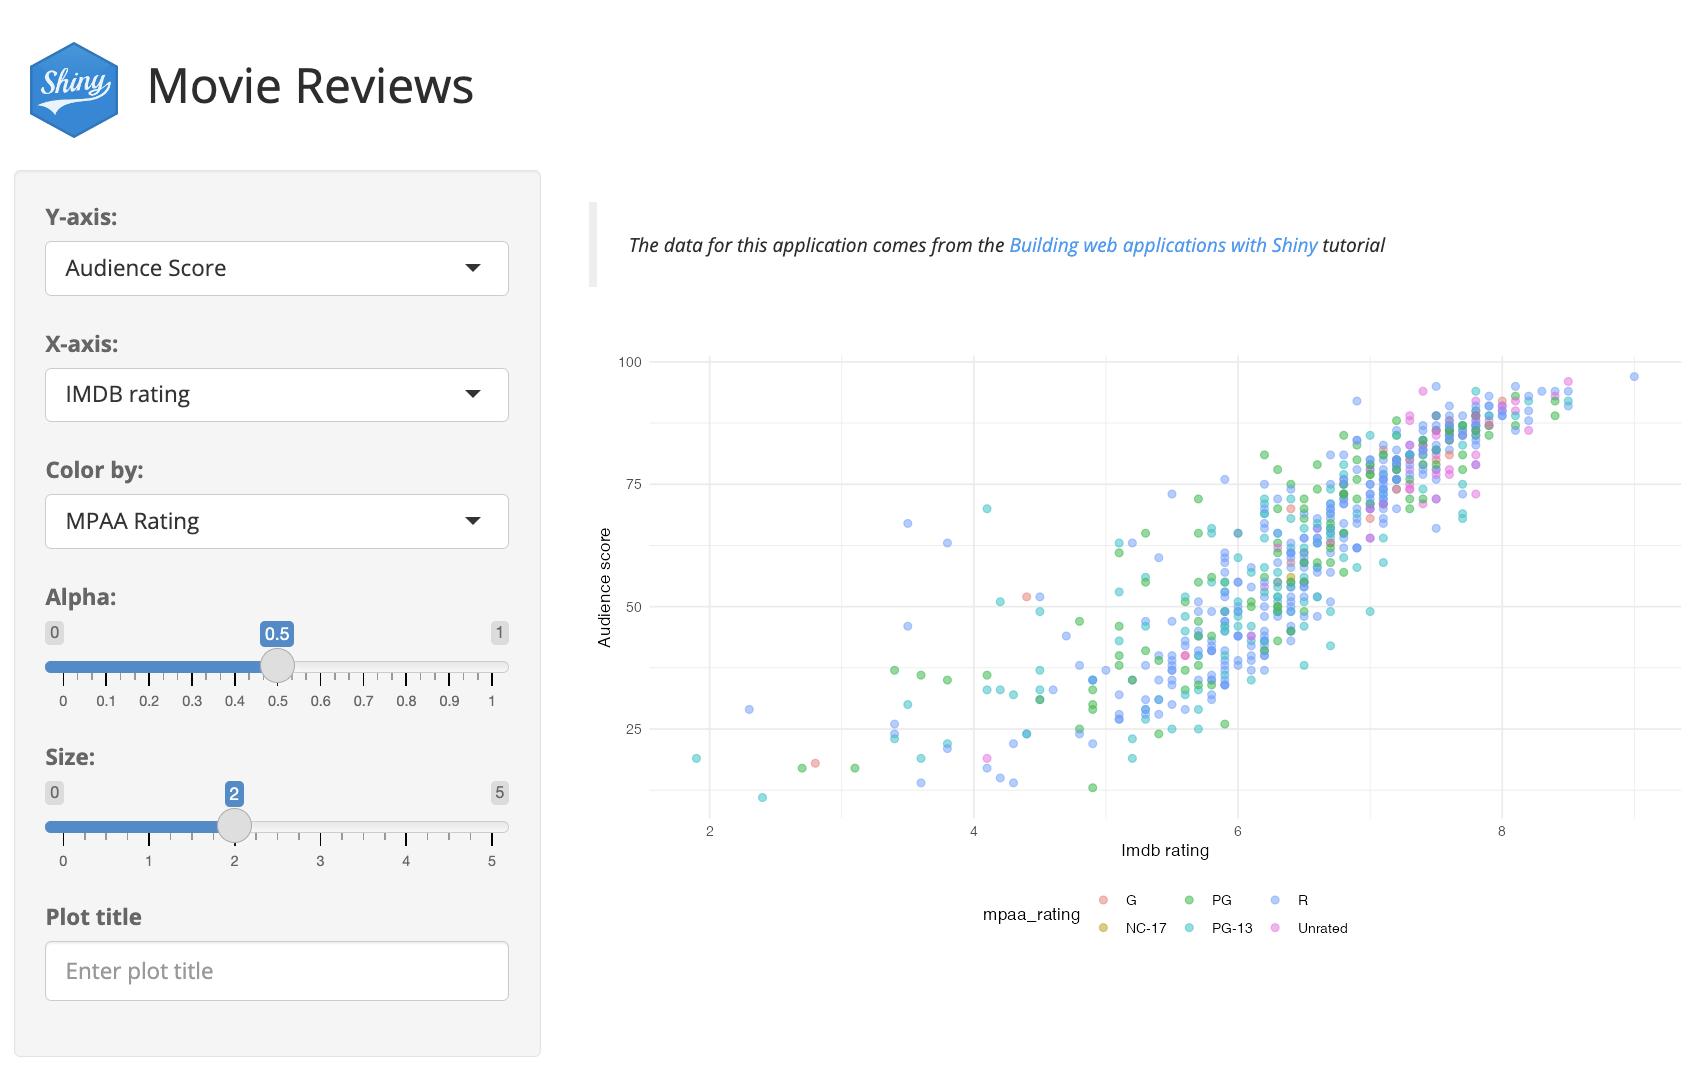 Shiny
Movie Reviews
Y-axis:
Audience Score
X-axis:
IMDB rating
Color by:
MPAA Rating
Alpha:
0 0.5 1
0 0.1 0.2 0.3 0.4 0.5 0.6 0.7 0.8 0.9 1
Size:
0 2 5
0 1 2 3 4 5
Plot title
Enter plot title
The data for this application comes from the Building web applications with Shiny tutorial
100
75
50
25
Audience score
2 4 6 8
Imdb rating
mpaa_rating
G PG R
NC-17 PG-13 Unrated